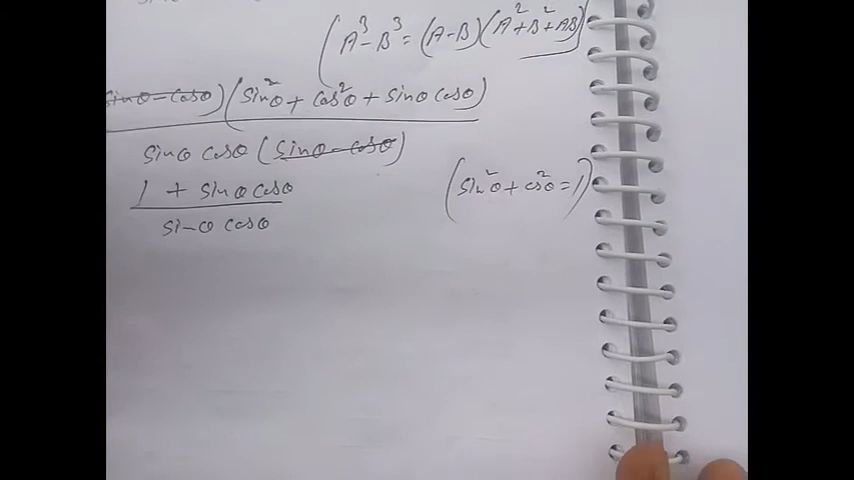 (A³-B³ = (A-B)(A²+B²+AB)
sinθ-cosθ)(sin²θ + cos²θ + sinθ cosθ)
sinθ cosθ (sinθ - cosθ)
1 + sinθ cosθ
sinθ cosθ
(sin²θ + cos²θ = 1)